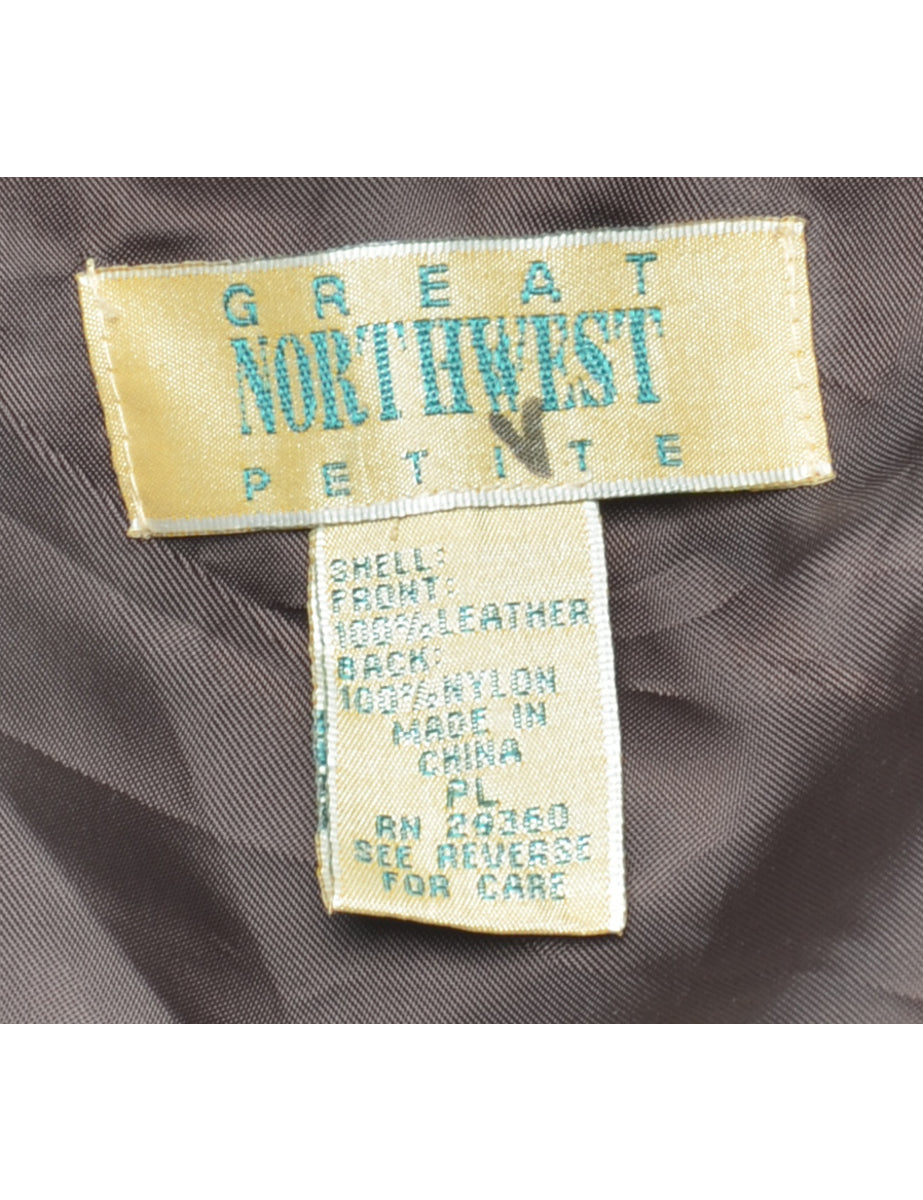 GREAT
NORTHWEST
PETITE
SHELL:
FRONT:
100% LEATHER
BACK:
100% NYLON
MADE IN
CHINA
PL
RN 29360
SEE REVERSE
FOR CARE